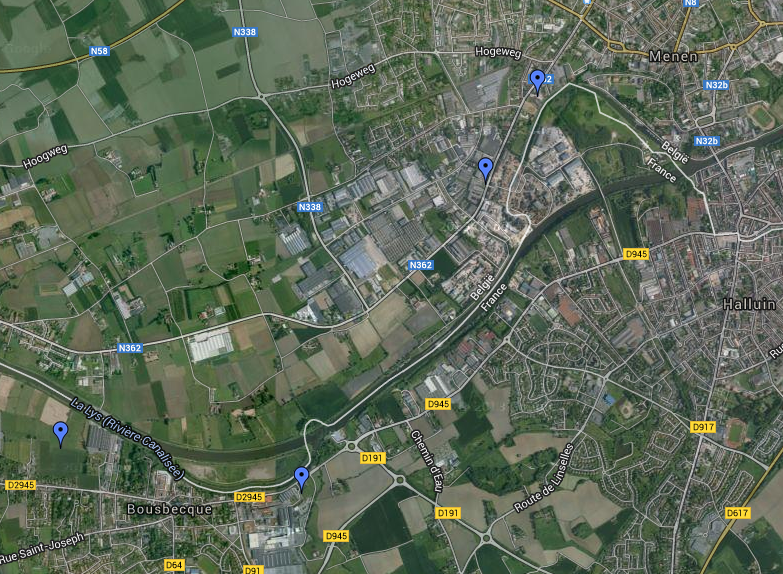 N8
N338
N58
Hogeweg
Menen
Hogeweg
N32b
Google
N32b
Hoogweg
België
France
N338
D945
N362
België
France
Halluin
N362
La Lys (Rivière Canalisée)
D945
D917
Chemin d'Eau
D191
Route de Linselles
D2945
D2945
Bousbecque
D191
D617
D945
Rue Saint-Joseph
D64
D91